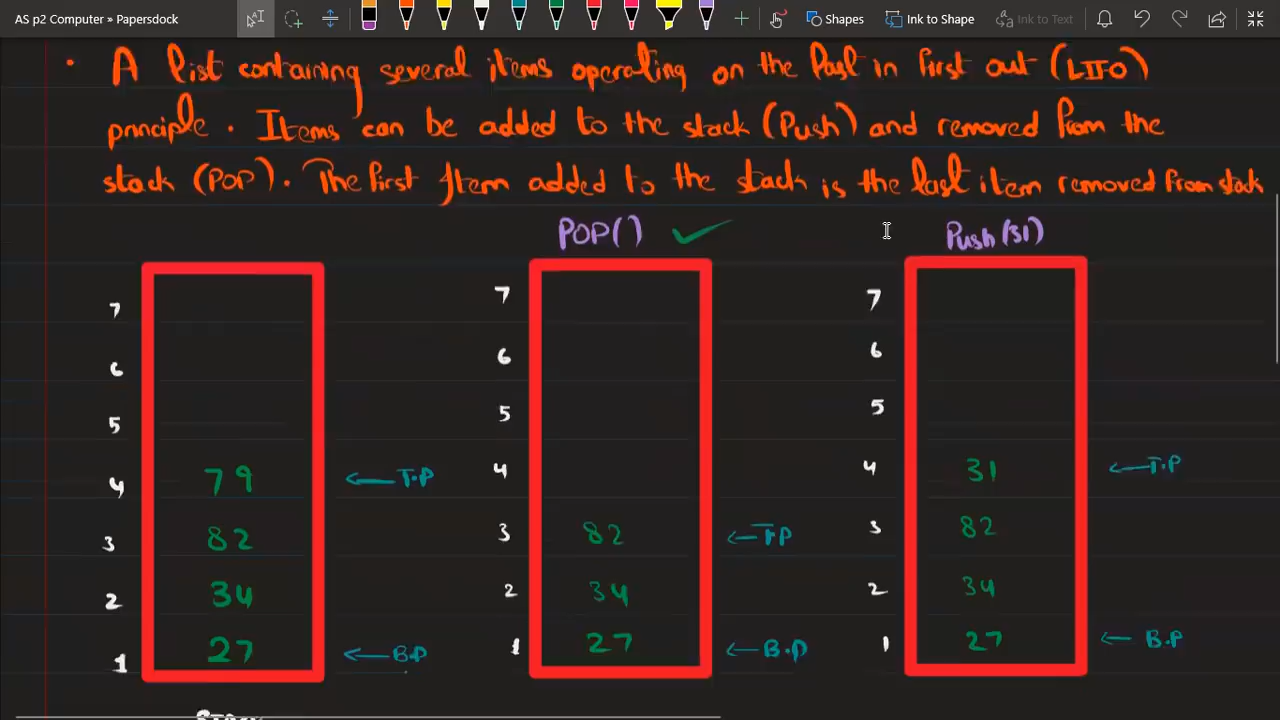 AS p2 Computer » Papersdock
Shapes
Ink to Shape
Ink to Text
• A list containing several items operating on the Last in First out (LIFO)
principle. Items can be added to the stack (Push) and removed from the
stack (POP). The first Item added to the stack is the last item removed from stack
POP() ✓
Push(31)
7 7 7
6 6 6
5 5 5
4 79 ← T.P 4 4 31 ← T.P
3 82 3 82 ← T.P 3 82
2 34 2 34 2 34
1 27 ← B.P 1 27 ← B.P 1 27 ← B.P